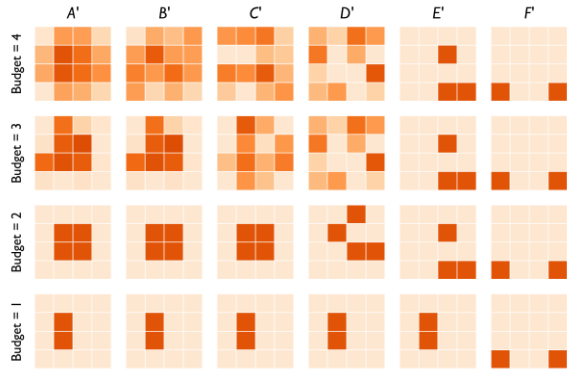 A' B' C' D' E' F'
Budget = 4
Budget = 3
Budget = 2
Budget = 1